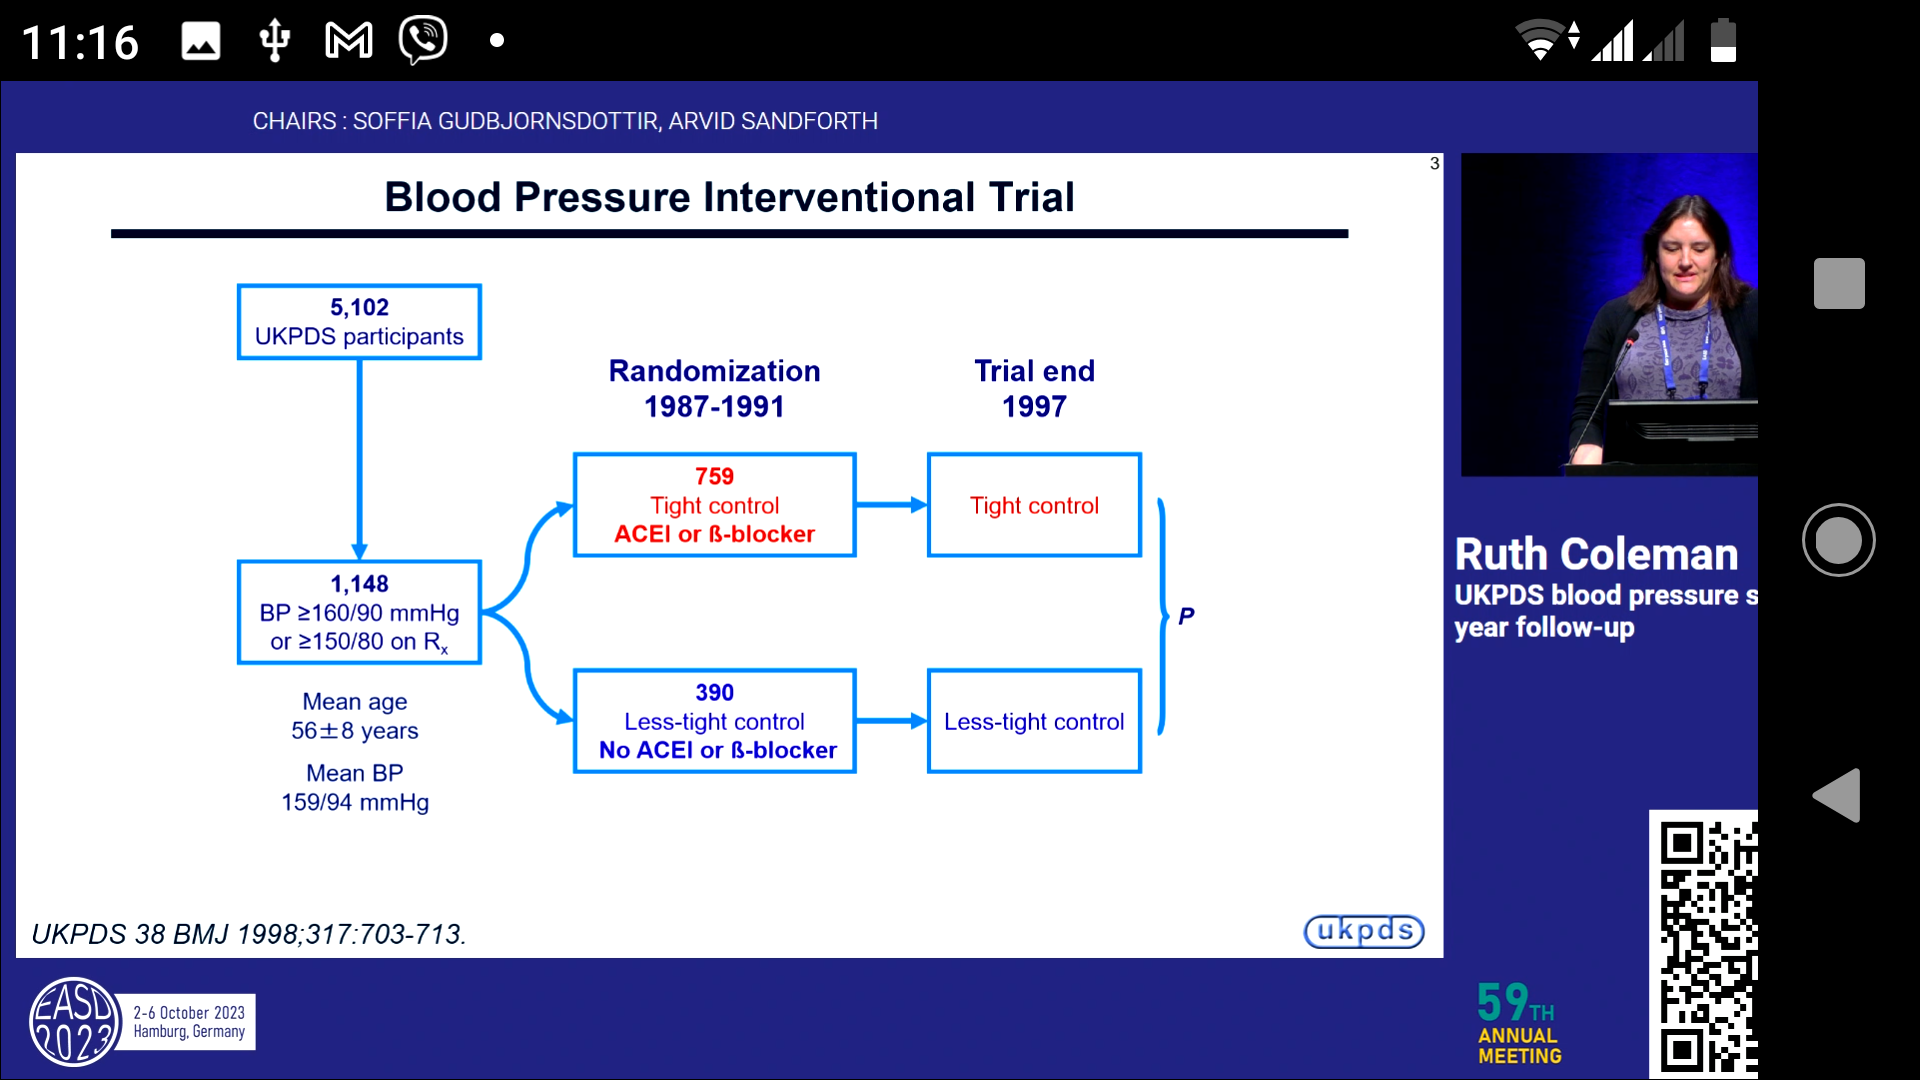 11:16
CHAIRS : SOFFIA GUDBJORNSDOTTIR, ARVID SANDFORTH
3
Blood Pressure Interventional Trial
5,102
UKPDS participants
Randomization
1987-1991
Trial end
1997
759
Tight control
ACEI or ß-blocker
Tight control
1,148
BP ≥160/90 mmHg
or ≥150/80 on Rx
P
390
Less-tight control
No ACEI or ß-blocker
Less-tight control
Mean age
56±8 years
Mean BP
159/94 mmHg
UKPDS 38 BMJ 1998;317:703-713.
ukpds
Ruth Coleman
UKPDS blood pressure s
year follow-up
EASD
2023
2-6 October 2023
Hamburg, Germany
59TH
ANNUAL
MEETING